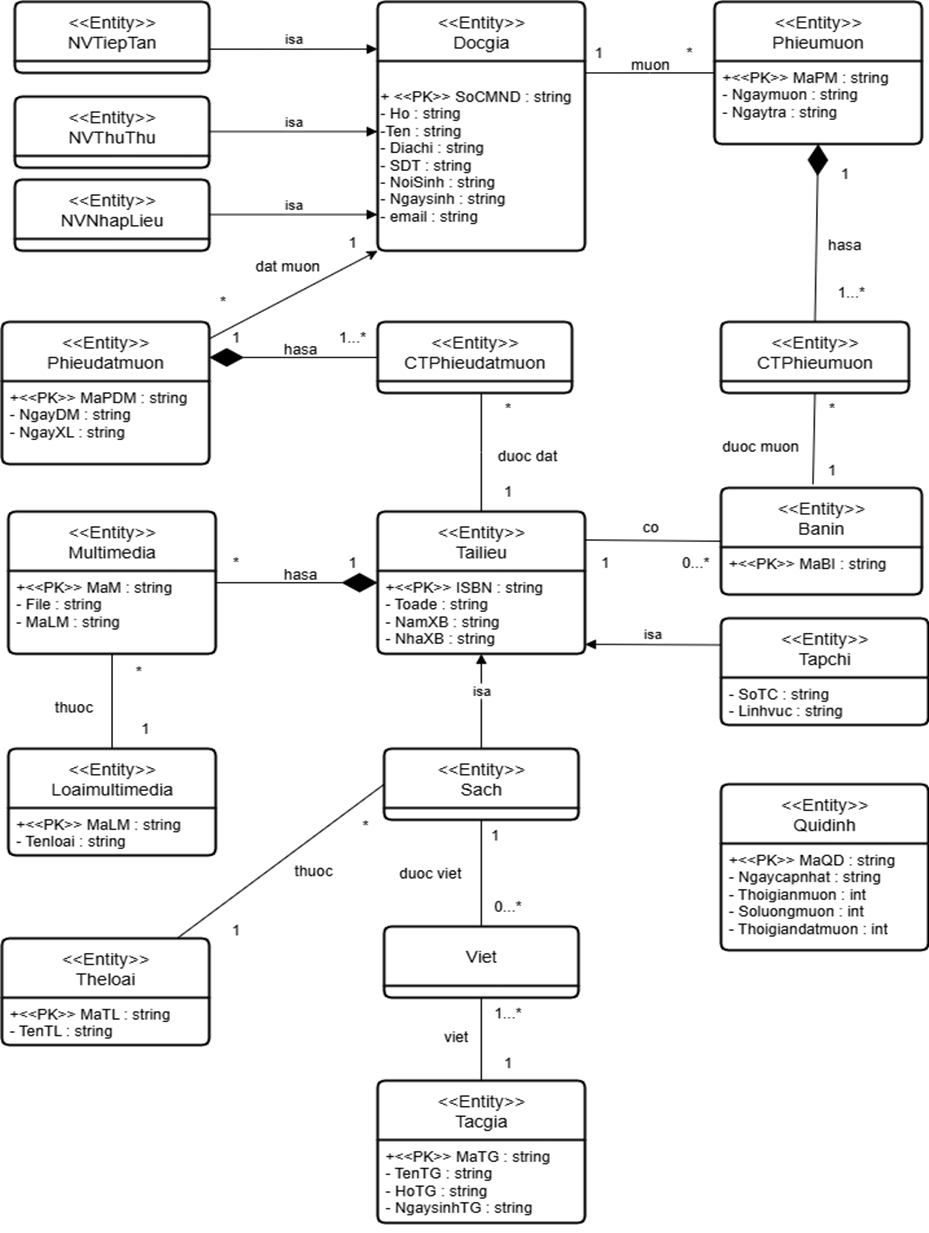 <<Entity>>
NVTiepTan
isa
<<Entity>>
Docgia
+ <<PK>> SoCMND : string
- Ho : string
-Ten : string
- Diachi : string
- SDT : string
- NoiSinh : string
- Ngaysinh : string
- email : string
1
muon
*
<<Entity>>
Phieumuon
+<<PK>> MaPM : string
- Ngaymuon : string
- Ngaytra : string
<<Entity>>
NVThuThu
isa
<<Entity>>
NVNhapLieu
isa
1
dat muon
*
1
hasa
1...*
<<Entity>>
Phieudatmuon
+<<PK>> MaPDM : string
- NgayDM : string
- NgayXL : string
1
hasa
1...*
<<Entity>>
CTPhieudatmuon
<<Entity>>
CTPhieumuon
*
duoc dat
1
*
duoc muon
1
<<Entity>>
Multimedia
+<<PK>> MaM : string
- File : string
- MaLM : string
*
hasa
1
<<Entity>>
Tailieu
+<<PK>> ISBN : string
- Toade : string
- NamXB : string
- NhaXB : string
co
1
0...*
<<Entity>>
Banin
+<<PK>> MaBI : string
isa
<<Entity>>
Tapchi
- SoTC : string
- Linhvuc : string
*
thuoc
1
isa
<<Entity>>
Loaimultimedia
+<<PK>> MaLM : string
- Tenloai : string
<<Entity>>
Sach
*
thuoc
1
1
duoc viet
0...*
<<Entity>>
Quidinh
+<<PK>> MaQD : string
- Ngaycapnhat : string
- Thoigianmuon : int
- Soluongmuon : int
- Thoigiandatmuon : int
<<Entity>>
Theloai
+<<PK>> MaTL : string
- TenTL : string
Viet
1...*
viet
1
<<Entity>>
Tacgia
+<<PK>> MaTG : string
- TenTG : string
- HoTG : string
- NgaysinhTG : string